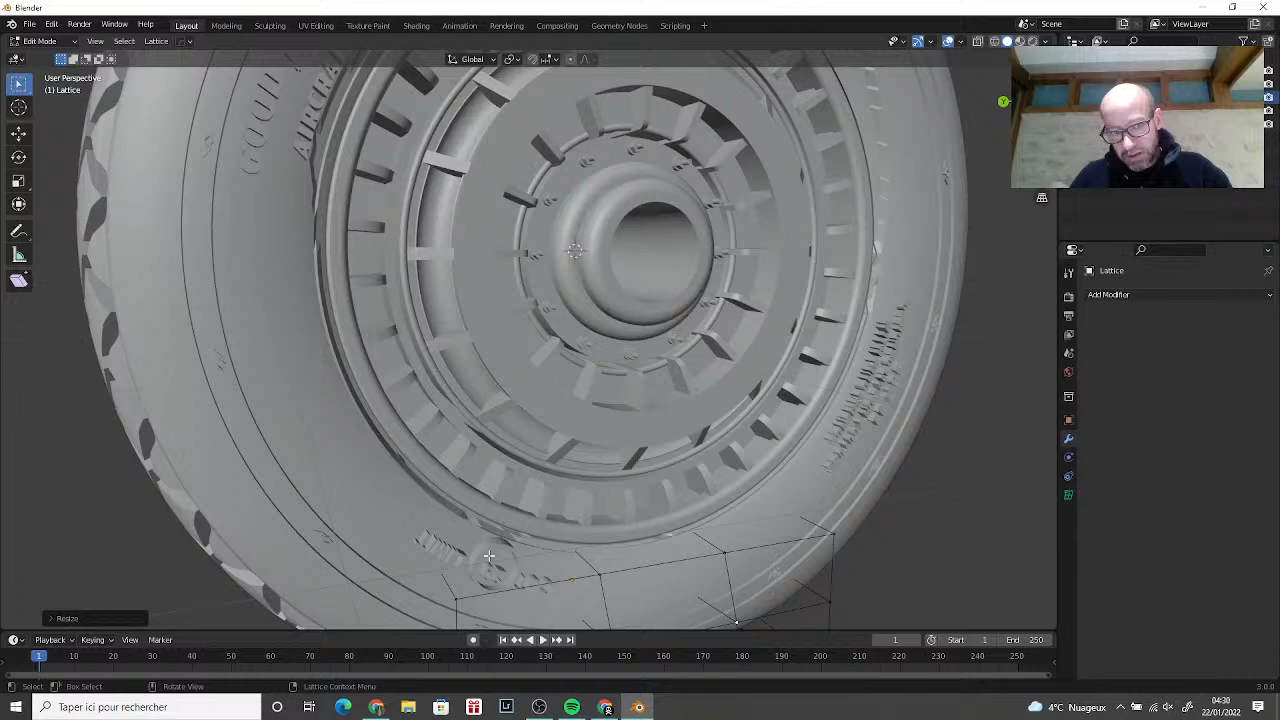 Blender
File Edit Render Window Help Layout Modeling Sculpting UV Editing Texture Paint Shading Animation Rendering Compositing Geometry Nodes Scripting + Scene ViewLayer
Edit Mode View Select Lattice
Global
User Perspective
(1) Lattice
Y
Lattice
Add Modifier
Resize
Playback Keying View Marker 1 Start 1 End 250
1 10 20 30 40 50 60 70 80 90 100 110 120 130 140 150 160 170 180 190 200 210 220 230 240 250
Select Box Select Rotate View Lattice Context Menu 3.0.0
Taper ici pour rechercher 4°C Nuageux 04:30
22/01/2022